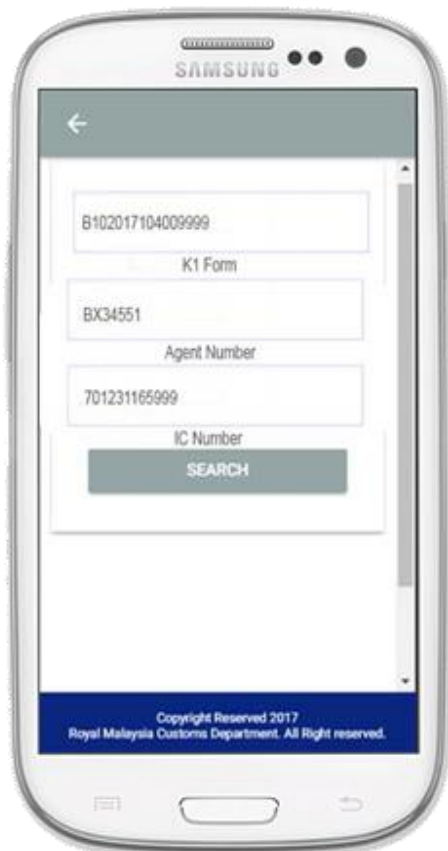 SAMSUNG
B102017104009999
K1 Form
BX34551
Agent Number
701231165999
IC Number
SEARCH
Copyright Reserved 2017
Royal Malaysia Customs Department. All Right reserved.